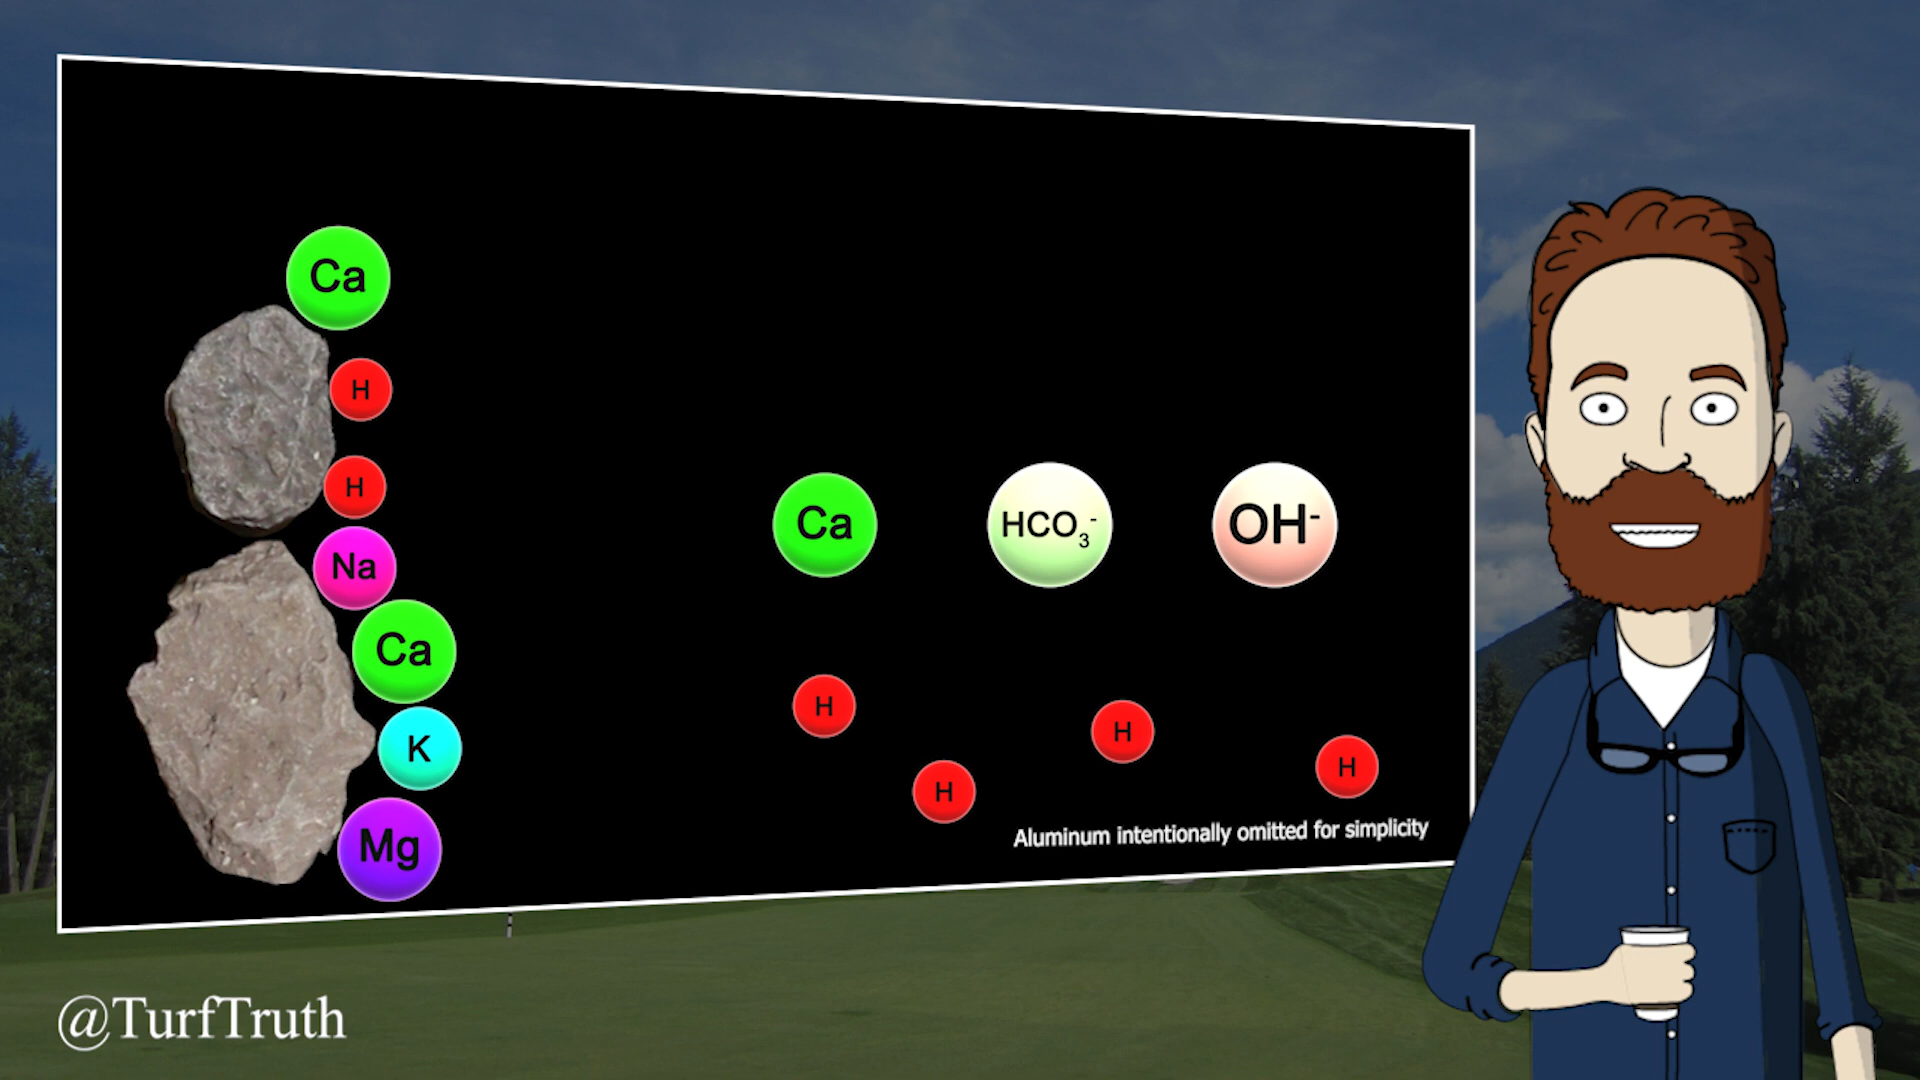 Ca
H
H
Na
Ca
K
Mg
Ca HCO₃⁻ OH⁻
H
H
H
H
Aluminum intentionally omitted for simplicity
@TurfTruth